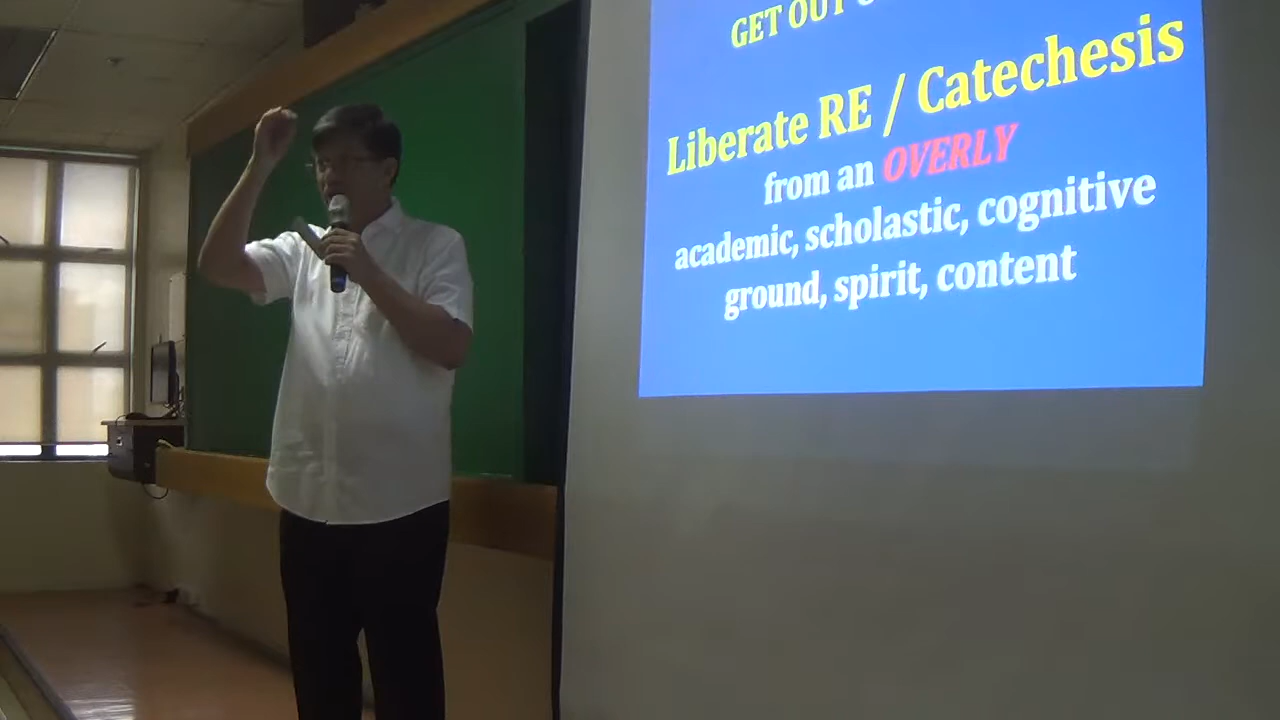 GET OUT
Liberate RE / Catechesis
from an OVERLY
academic, scholastic, cognitive
ground, spirit, content